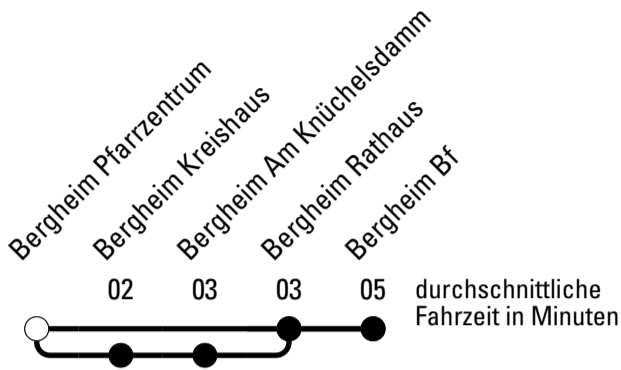 Bergheim Pfarrzentrum
Bergheim Kreishaus
Bergheim Am Knüchelsdamm
Bergheim Rathaus
Bergheim Bf
02 03 03 05 durchschnittliche
Fahrzeit in Minuten